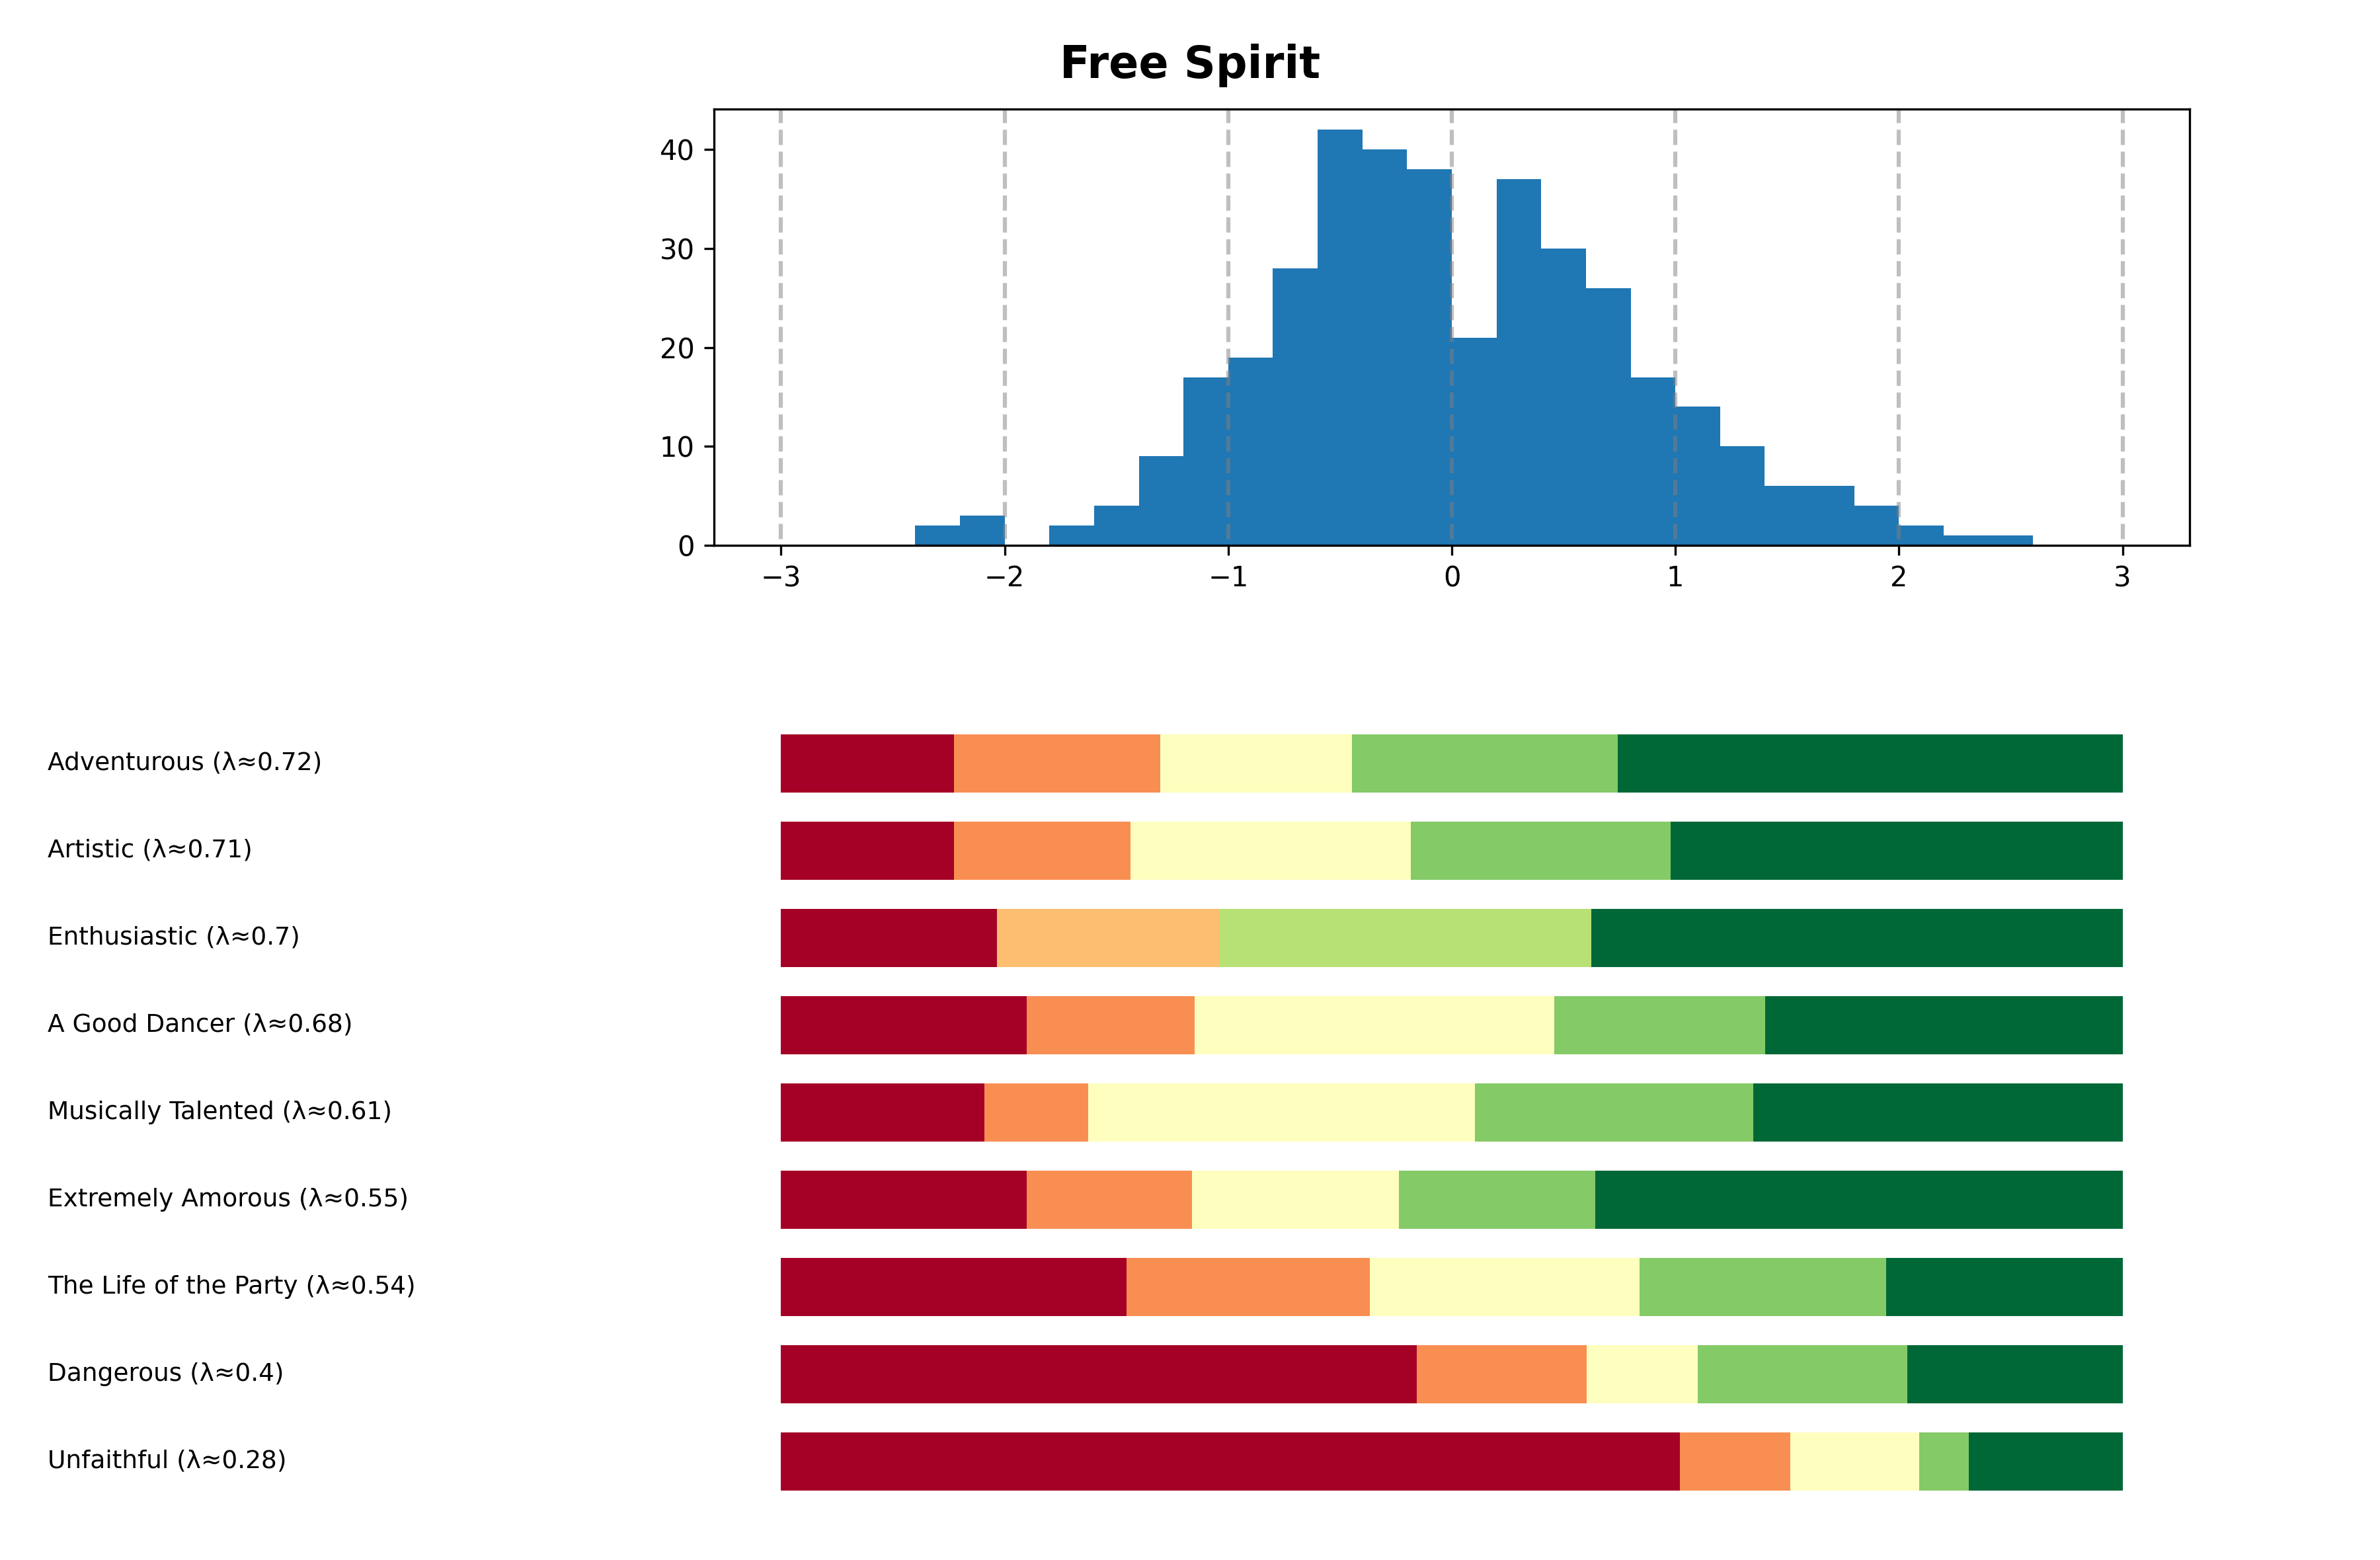 Free Spirit
40
30
20
10
0
−3 −2 −1 0 1 2 3
Adventurous (λ≈0.72)
Artistic (λ≈0.71)
Enthusiastic (λ≈0.7)
A Good Dancer (λ≈0.68)
Musically Talented (λ≈0.61)
Extremely Amorous (λ≈0.55)
The Life of the Party (λ≈0.54)
Dangerous (λ≈0.4)
Unfaithful (λ≈0.28)